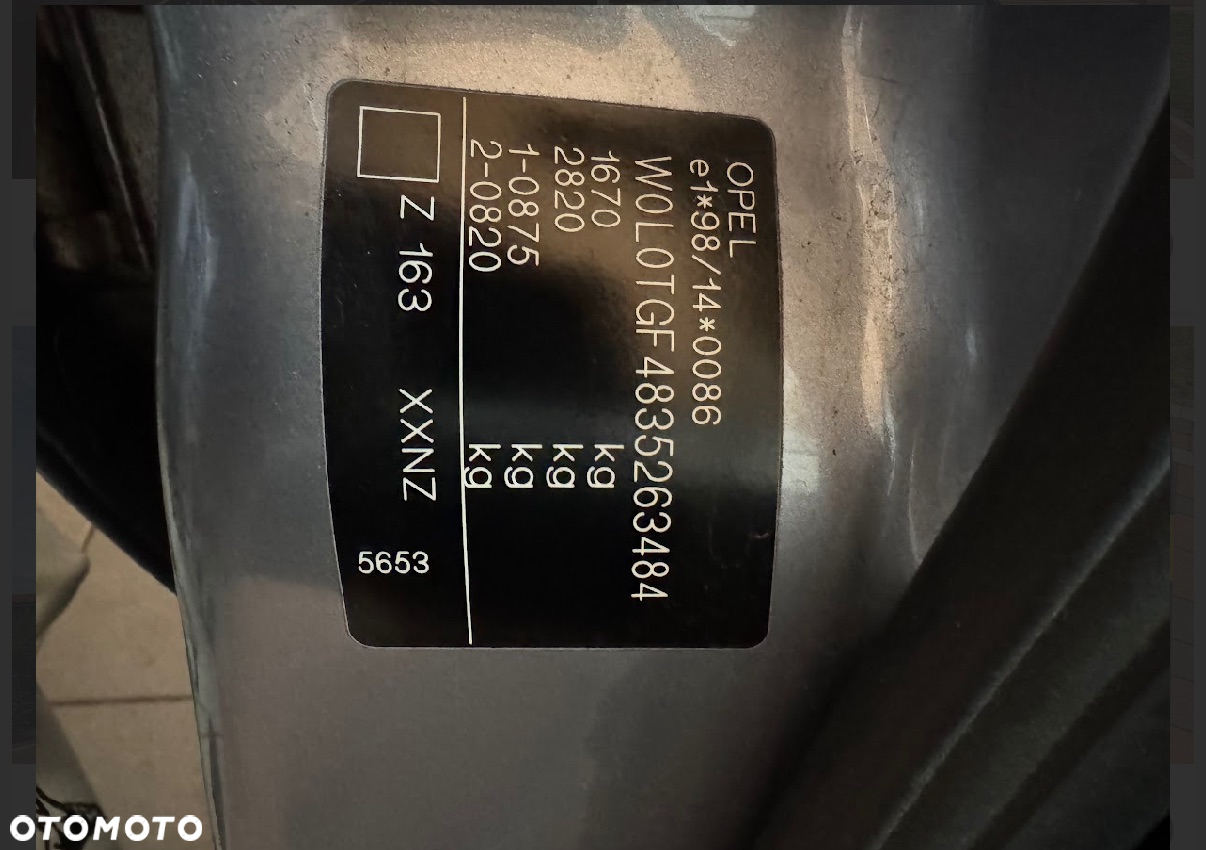 OPEL
e1*98/14*0086
W0L0TGF4835263484
1670 kg
2820 kg
1-0875 kg
2-0820 kg
Z 163 XXNZ
5653
OTOMOTO